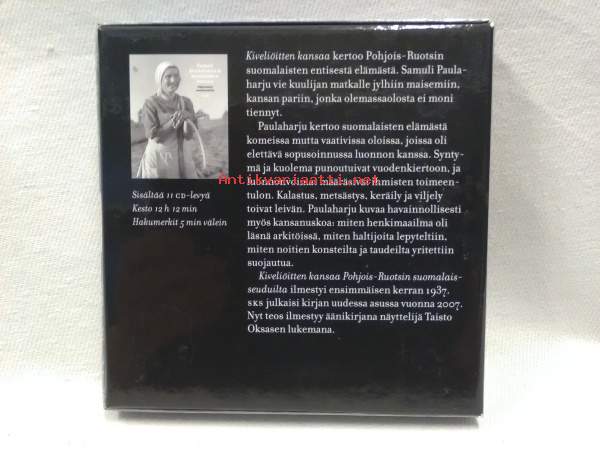 Kiveliöitten kansaa kertoo Pohjois-Ruotsin
suomalaisten entisestä elämästä. Samuli Paula-
harju vie kuulijan matkalle jylhiin maisemiin,
kansan pariin, jonka olemassaolosta ei moni
tiennyt.
Paulaharju kertoo suomalaisten elämästä
komeissa mutta vaativissa oloissa, joissa oli
elettävä sopusoinnussa luonnon kanssa. Synty-
mä ja kuolema punoutuivat vuodenkiertoon, ja
luonnonvoimat määräsivät ihmisten toimeen-
tulon. Kalastus, metsästys, keräily ja viljely
toivat leivän. Paulaharju kuvaa havainnollisesti
myös kansanuskoa: miten henkimaailma oli
läsnä arkitöissä, miten haltijoita lepyteltiin,
miten noitien konsteilta ja taudeilta yritettiin
suojautua.
Kiveliöitten kansaa Pohjois-Ruotsin suomalais-
seuduilta ilmestyi ensimmäisen kerran 1937.
SKS julkaisi kirjan uudessa asussa vuonna 2007.
Nyt teos ilmestyy äänikirjana näyttelijä Taisto
Oksasen lukemana.
Sisältää 11 CD-levyä
Kesto 12 h 12 min
Hakumerkit 5 min välein